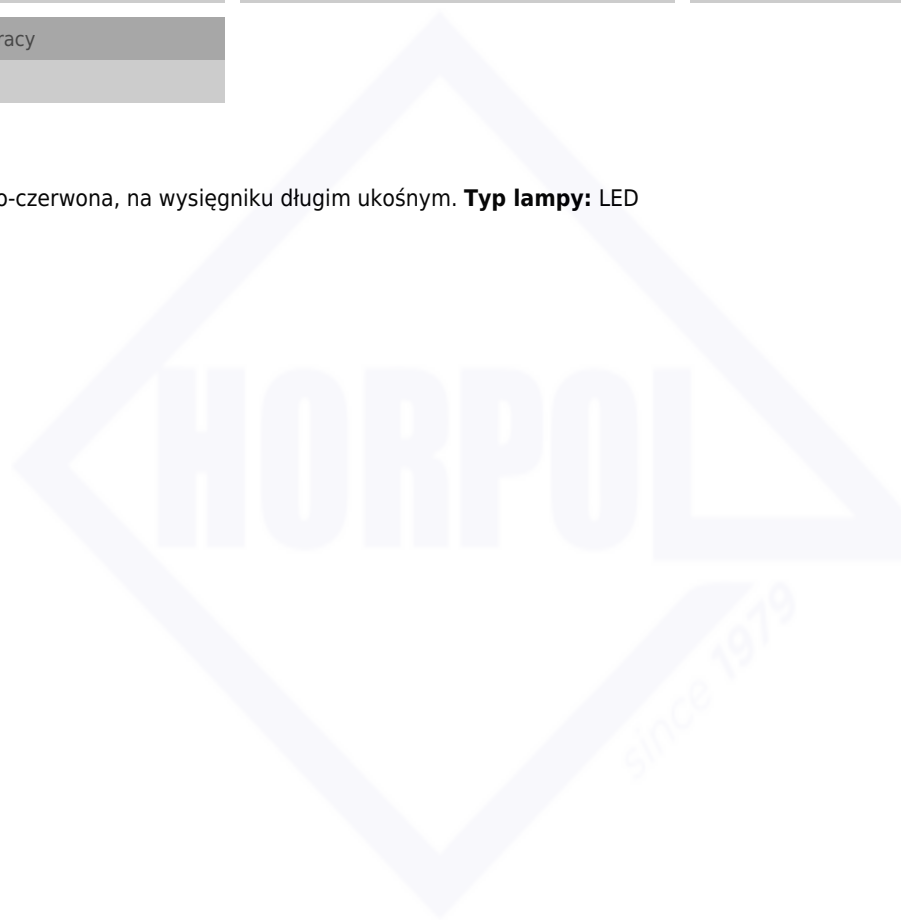 racy
o-czerwona, na wysięgniku długim ukośnym. Typ lampy: LED
HORPOL
since 1979